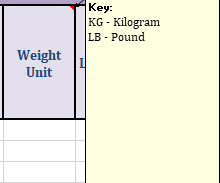 Key:
KG - Kilogram
LB - Pound
Weight
Unit
L